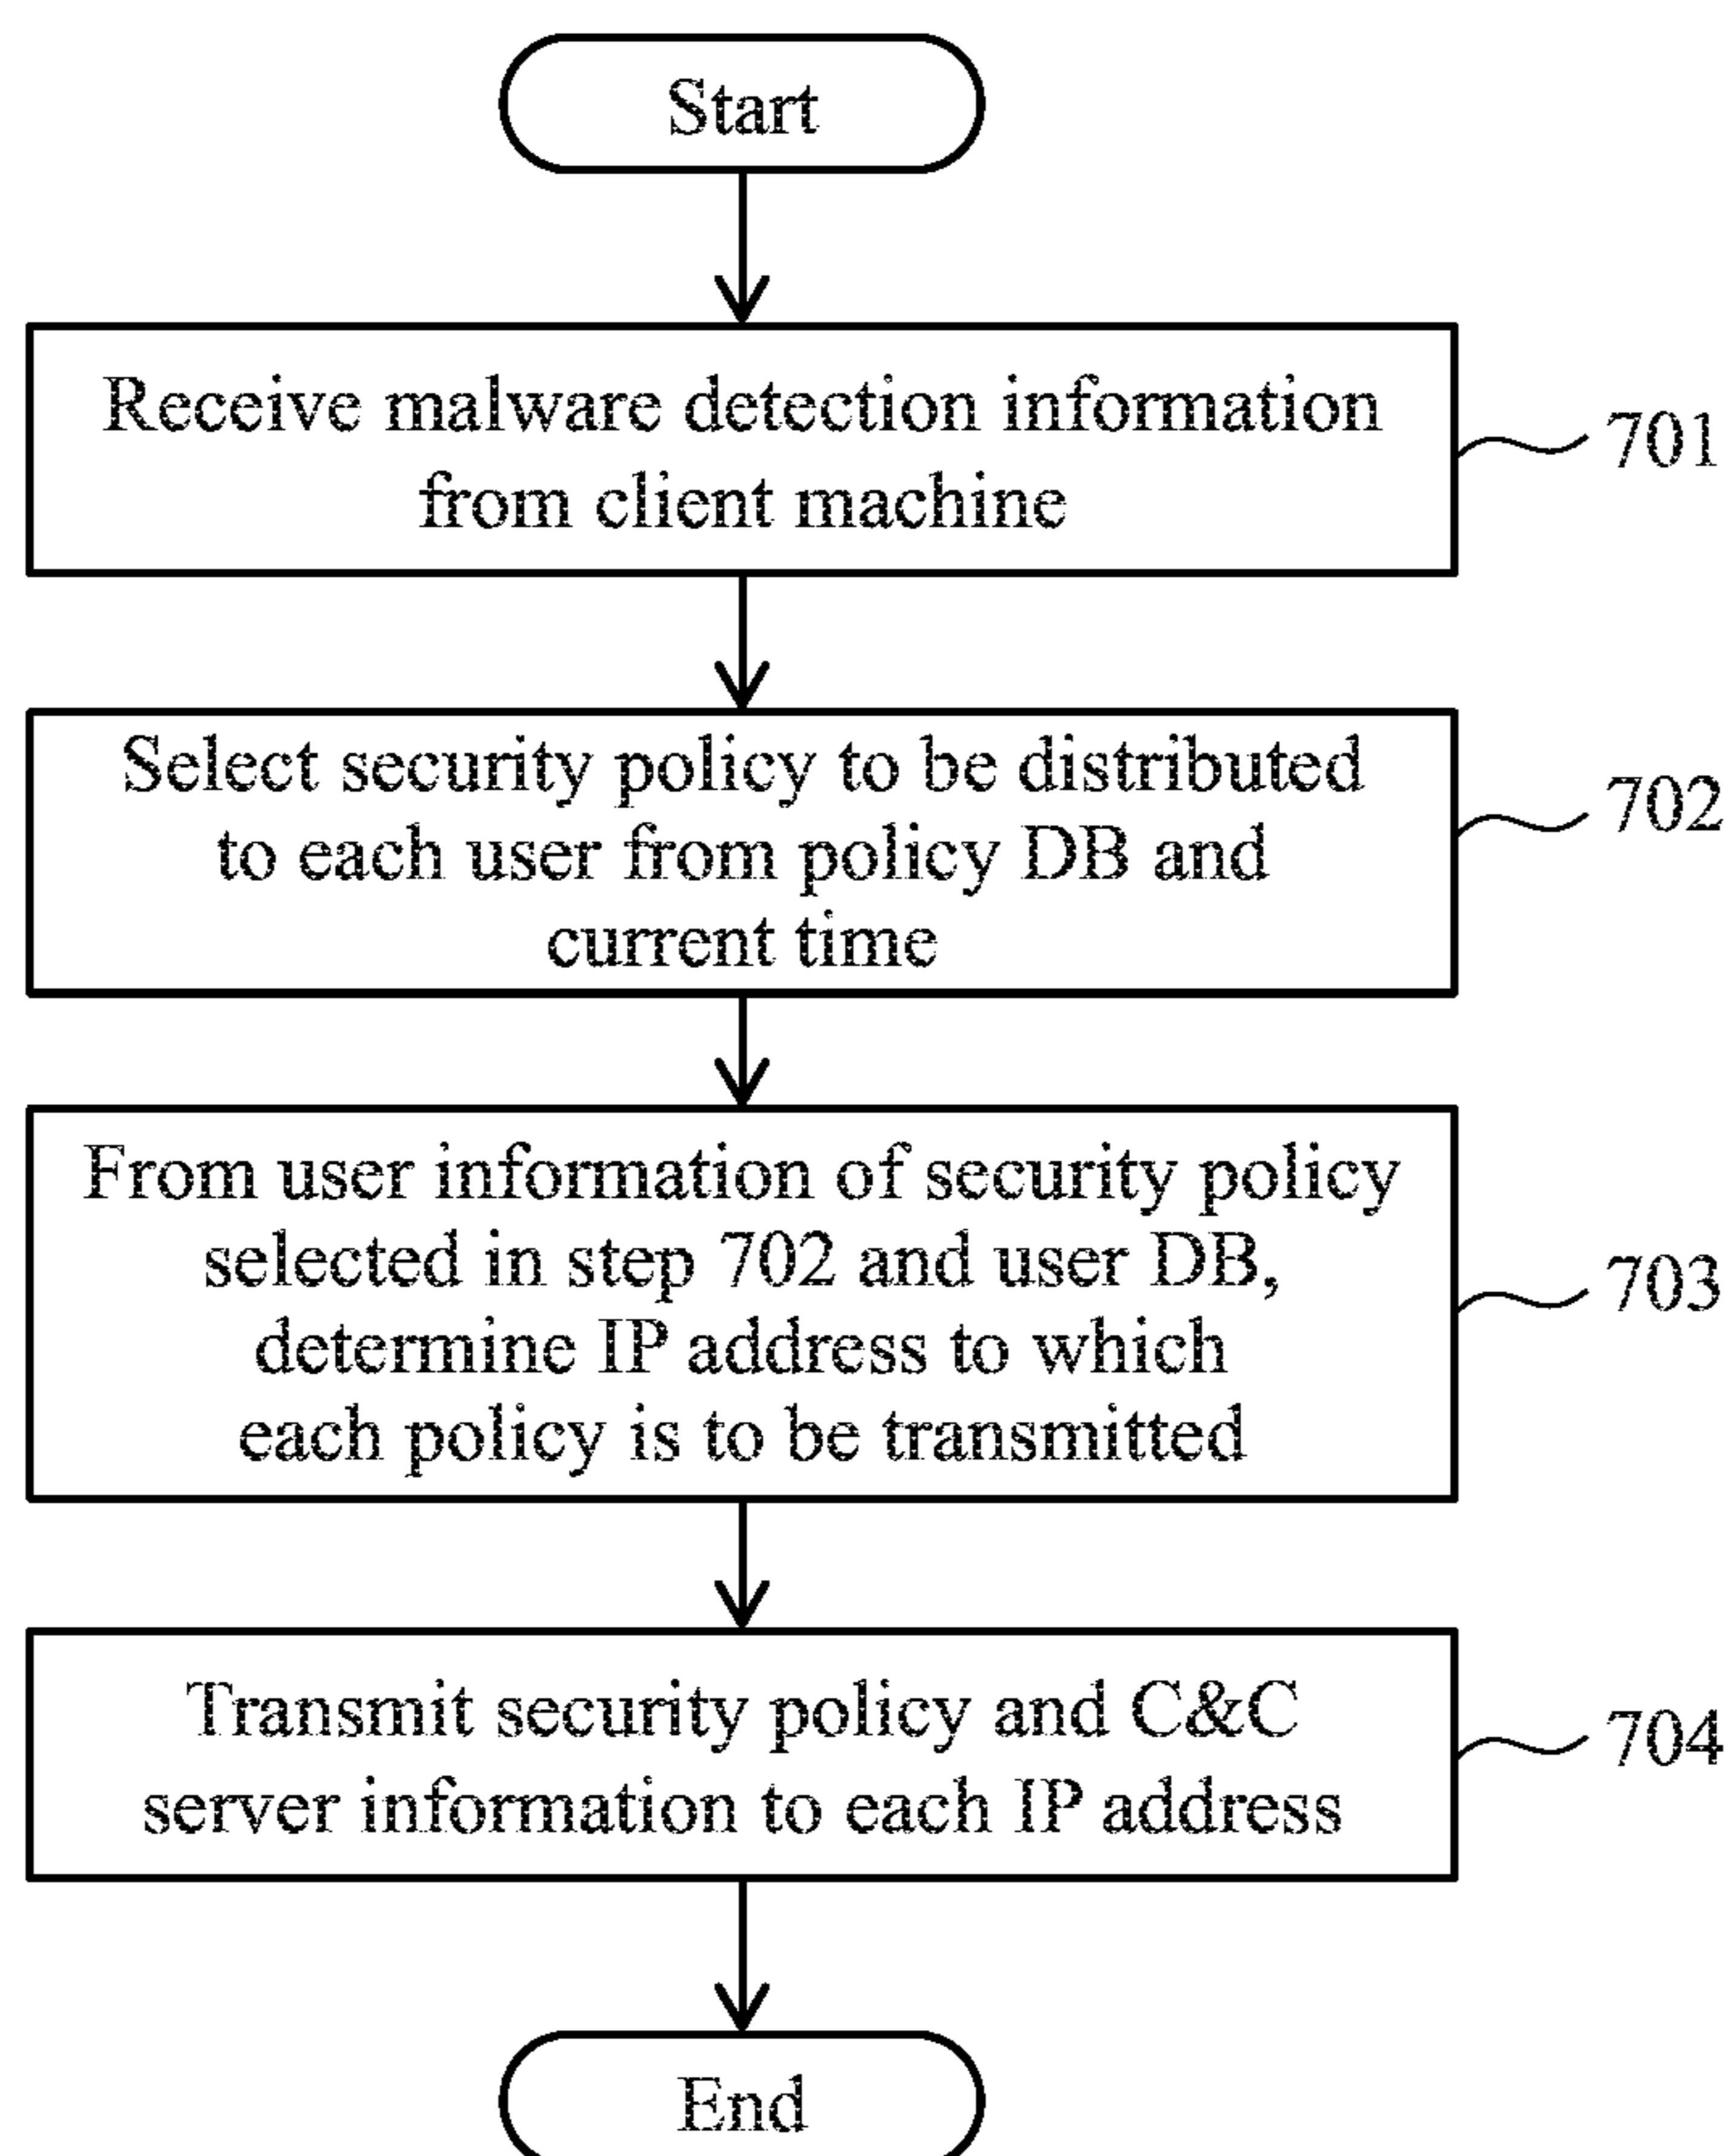 Start
Receive malware detection information
from client machine
701
Select security policy to be distributed
to each user from policy DB and
current time
702
From user information of security policy
selected in step 702 and user DB,
determine IP address to which
each policy is to be transmitted
703
Transmit security policy and C&C
server information to each IP address
704
End